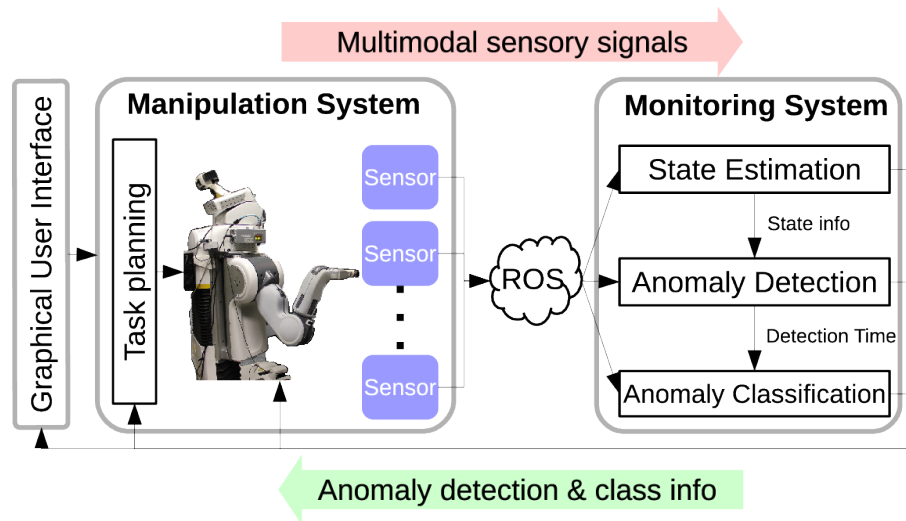 Multimodal sensory signals
Graphical User Interface
Manipulation System
Task planning
Sensor
Sensor
Sensor
ROS
Monitoring System
State Estimation
State info
Anomaly Detection
Detection Time
Anomaly Classification
Anomaly detection & class info